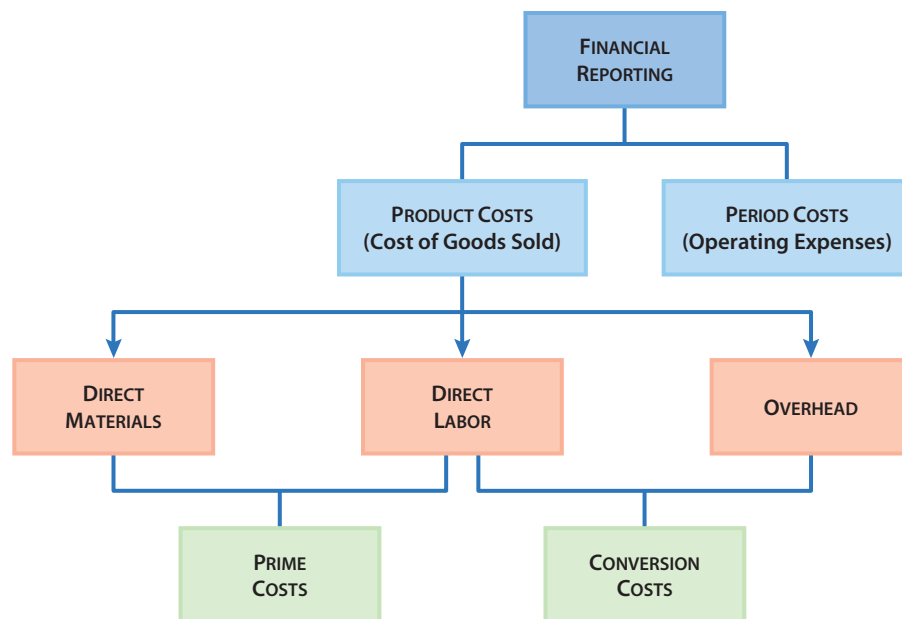 FINANCIAL
REPORTING
PRODUCT COSTS
(Cost of Goods Sold)
PERIOD COSTS
(Operating Expenses)
DIRECT
MATERIALS
DIRECT
LABOR
OVERHEAD
PRIME
COSTS
CONVERSION
COSTS